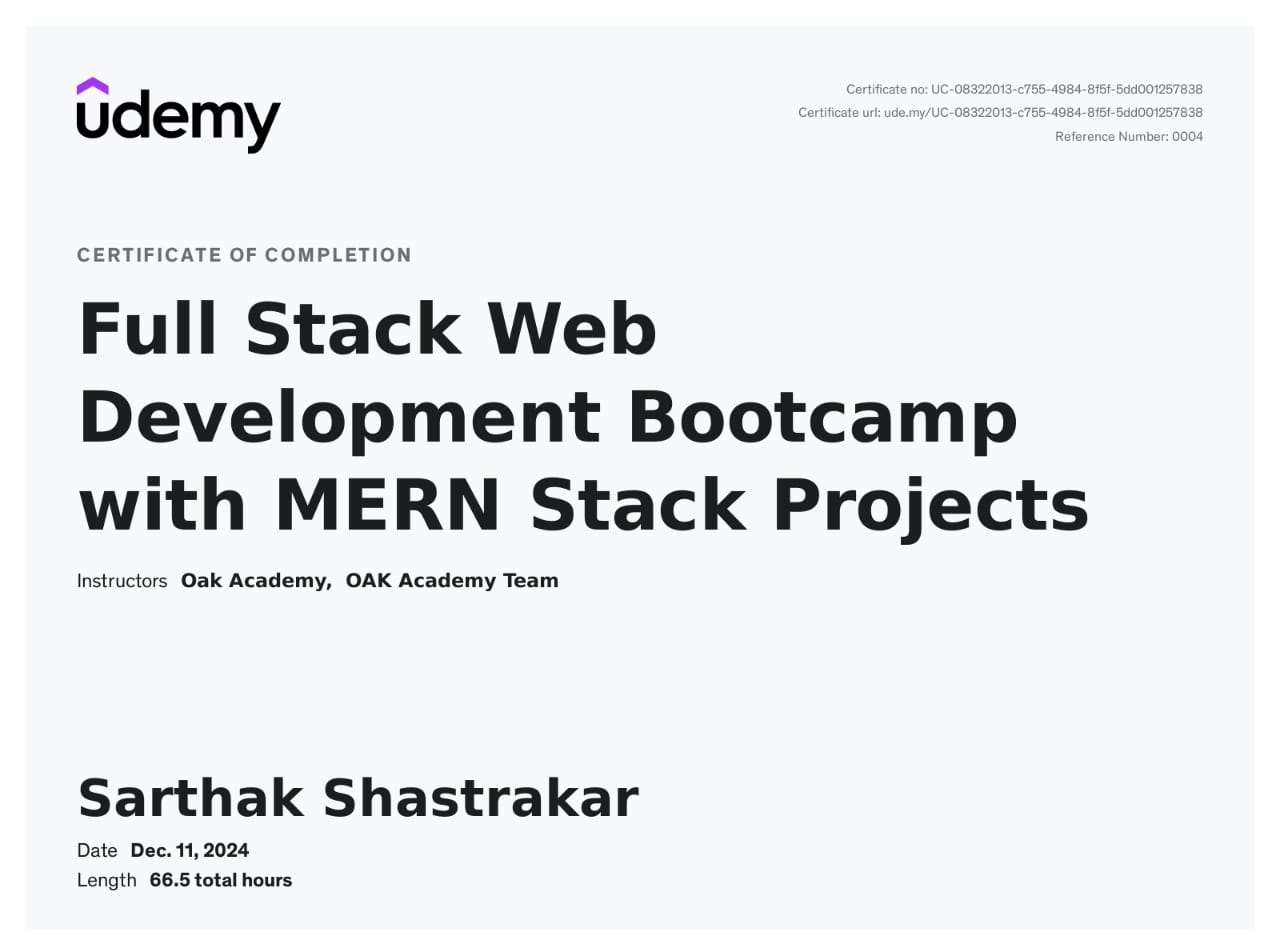 udemy
Certificate no: UC-08322013-c755-4984-8f5f-5dd001257838
Certificate url: ude.my/UC-08322013-c755-4984-8f5f-5dd001257838
Reference Number: 0004
CERTIFICATE OF COMPLETION
Full Stack Web
Development Bootcamp
with MERN Stack Projects
Instructors Oak Academy, OAK Academy Team
Sarthak Shastrakar
Date Dec. 11, 2024
Length 66.5 total hours